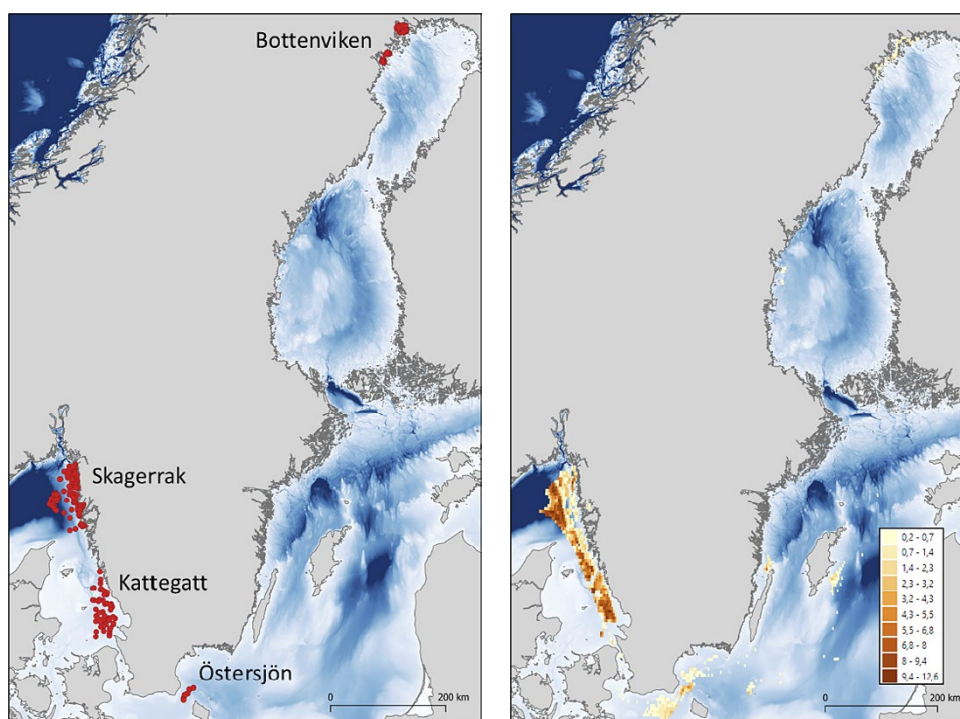 Bottenviken
Skagerrak
Kattegatt
Östersjön
0 200 km
0,2 - 0,7
0,7 - 1,4
1,4 - 2,3
2,3 - 3,2
3,2 - 4,3
4,3 - 5,5
5,5 - 6,8
6,8 - 8
8 - 9,4
9,4 - 12,6
0 200 km